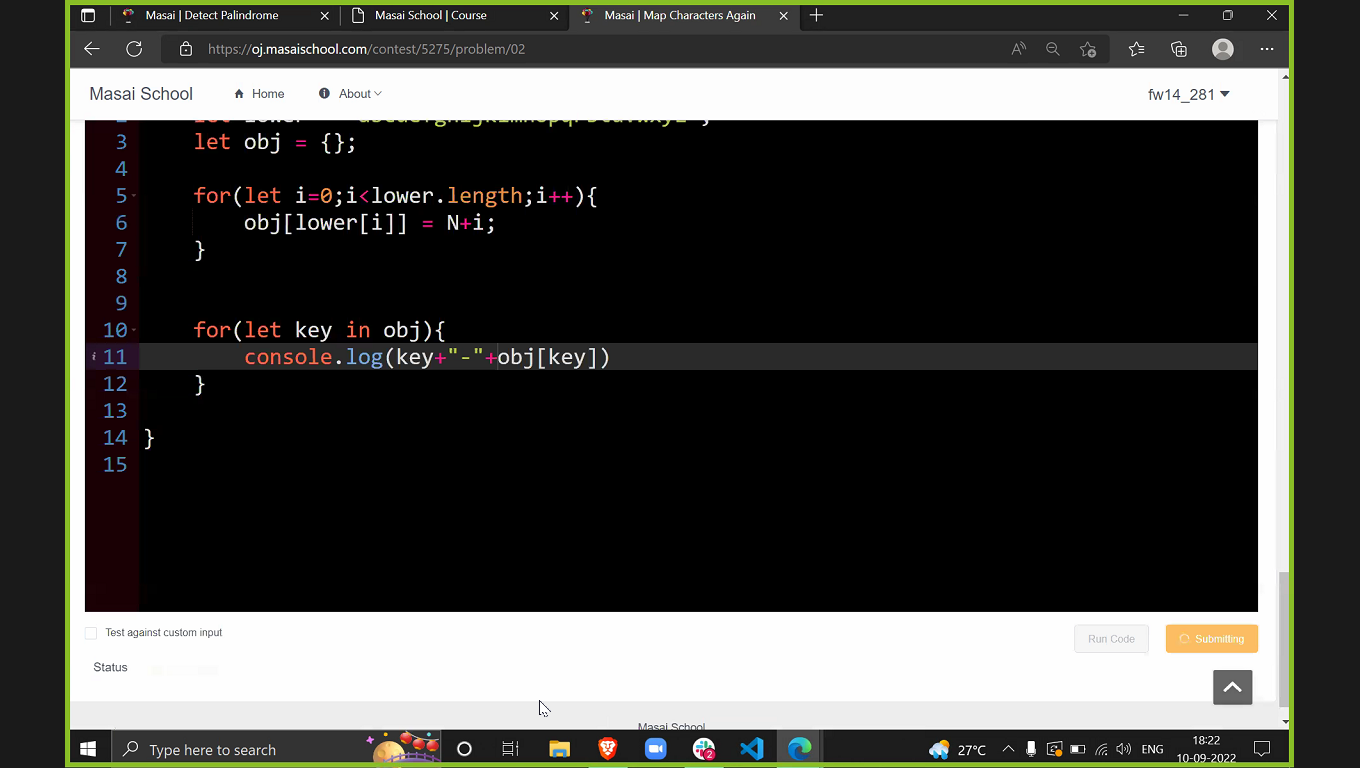 Masai | Detect Palindrome
Masai School | Course
Masai | Map Characters Again
https://oj.masaischool.com/contest/5275/problem/02
Masai School
Home
About
fw14_281
3 let obj = {};
4
5 for(let i=0;i<lower.length;i++){
6 obj[lower[i]] = N+i;
7 }
8
9
10 for(let key in obj){
11 console.log(key+"-"+obj[key])
12 }
13
14 }
15
Test against custom input
Run Code
Submitting
Status
Masai School
Type here to search
2
27°C
ENG
18:22
10-09-2022